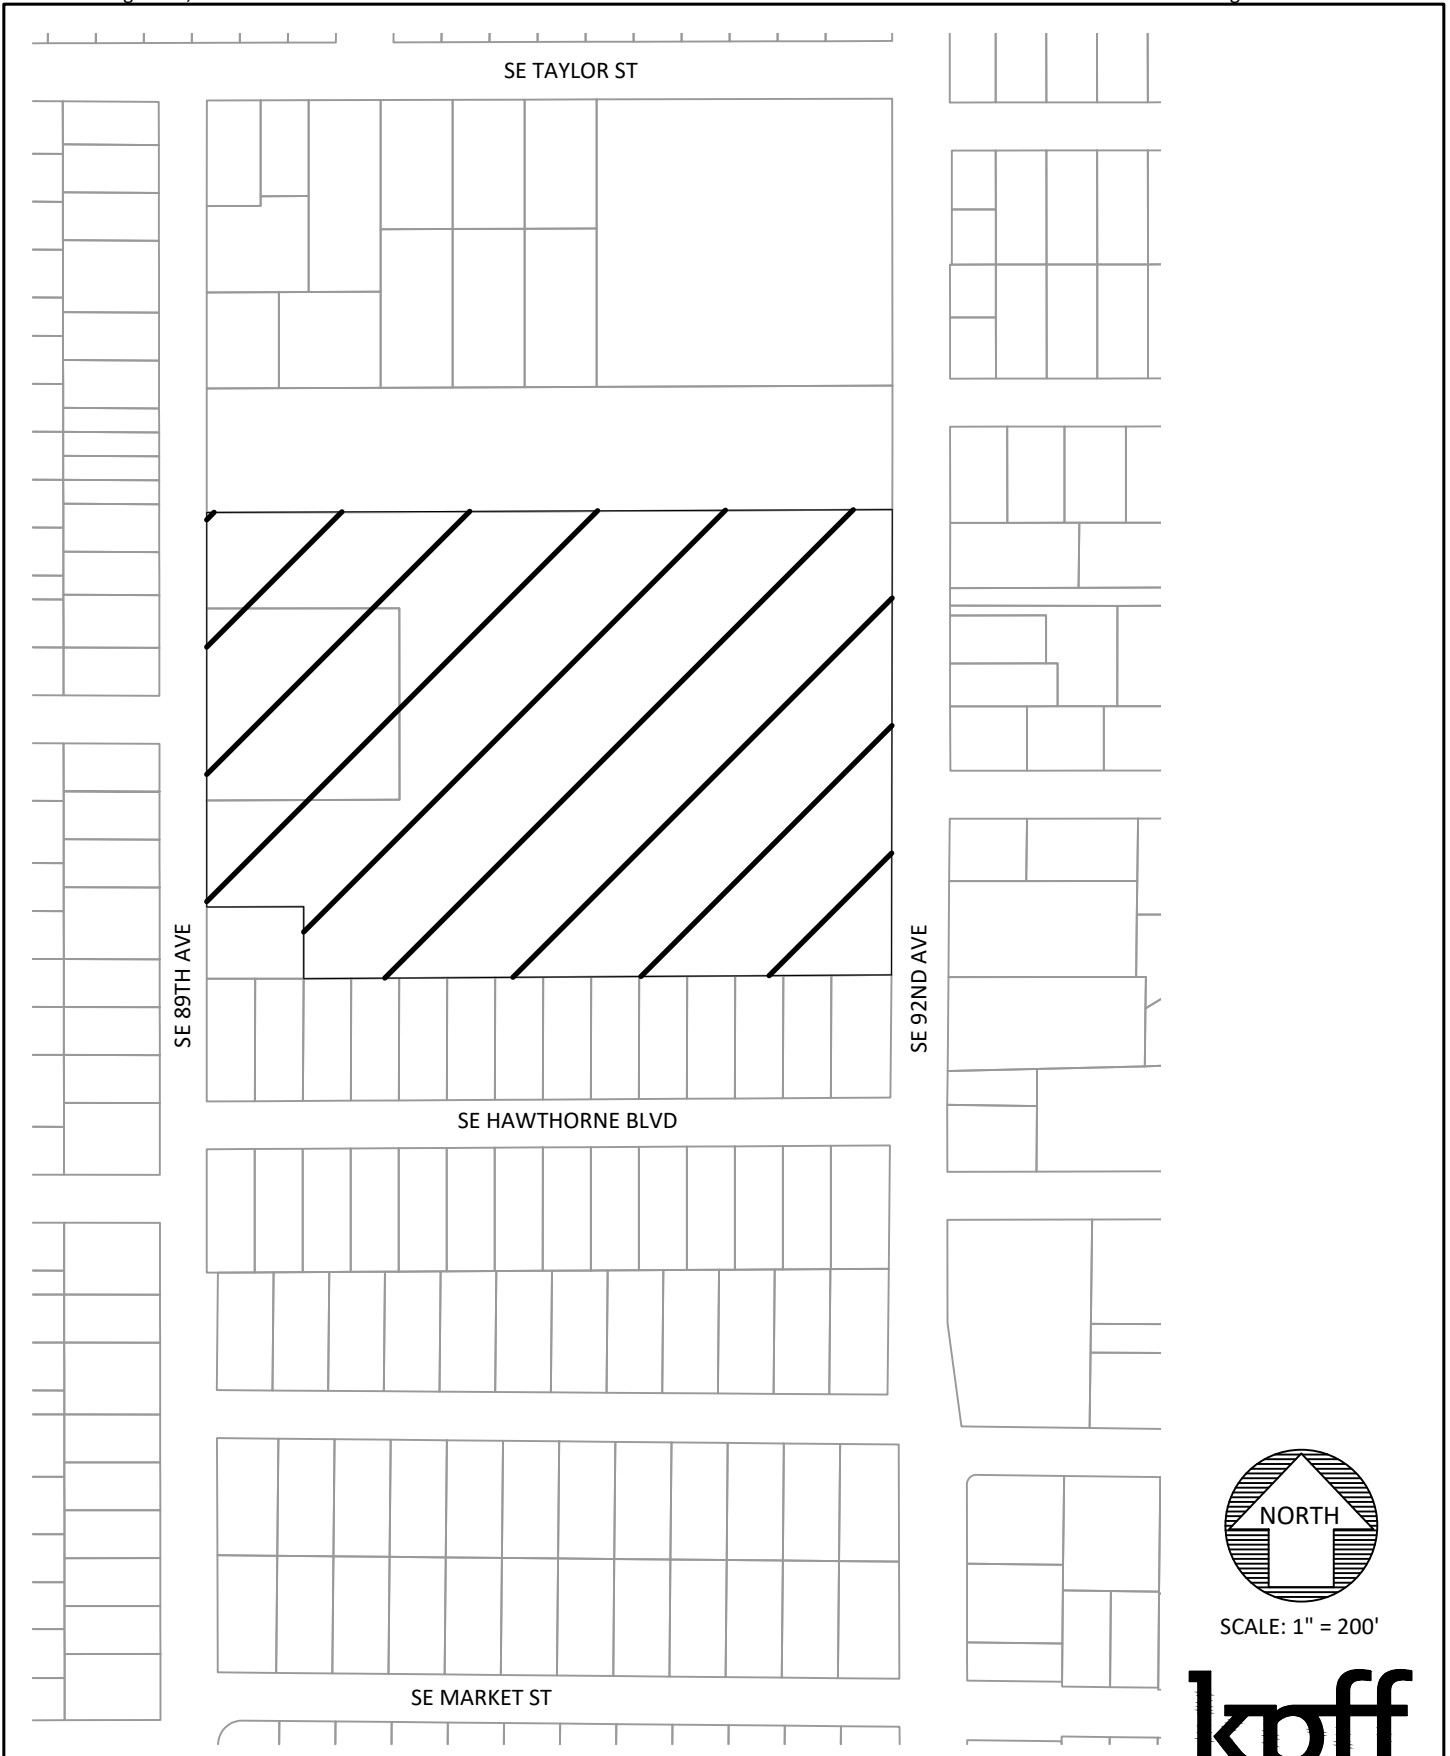 SE TAYLOR ST
SE 89TH AVE
SE 92ND AVE
SE HAWTHORNE BLVD
NORTH
SCALE: 1" = 200'
SE MARKET ST
kpff